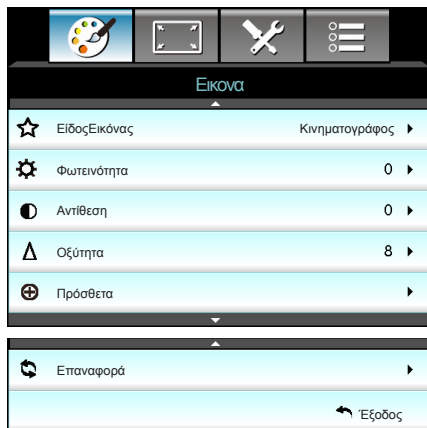 Εικονα
ΕίδοςΕικόνας Κινηματογράφος
Φωτεινότητα 0
Αντίθεση 0
Οξύτητα 8
Πρόσθετα
Επαναφορά
Έξοδος